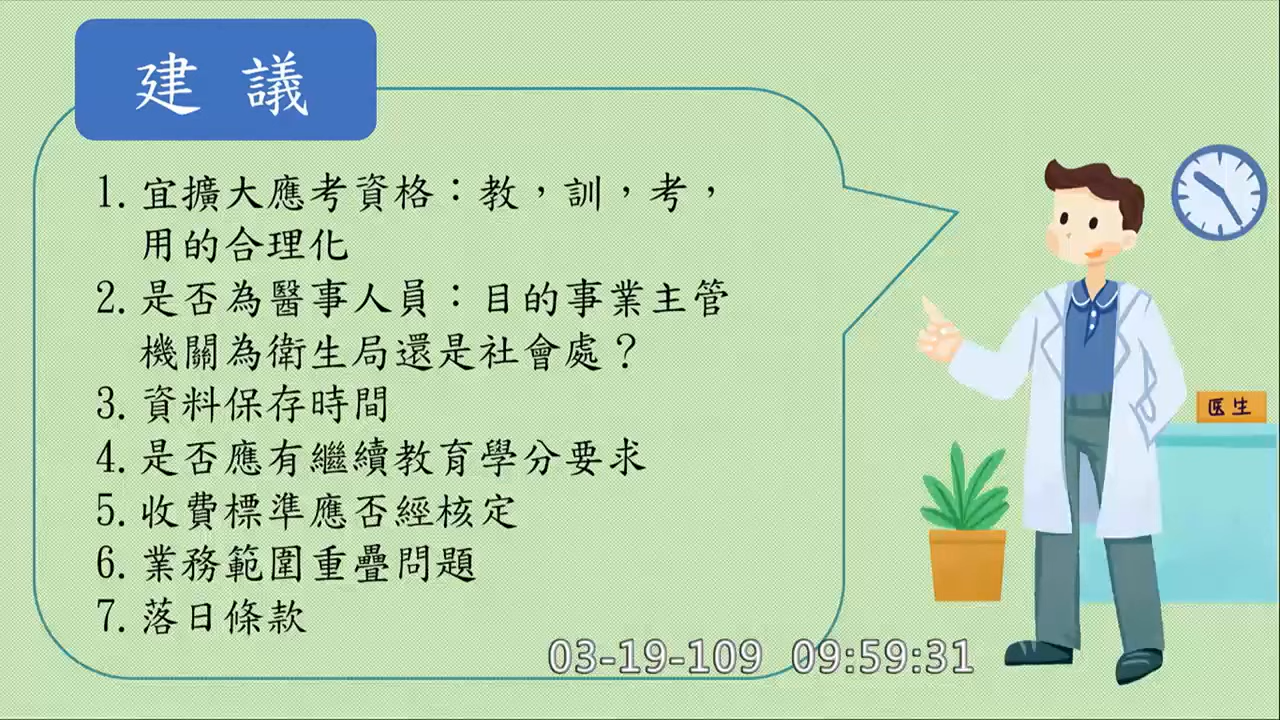 建 議
1. 宜擴大應考資格：教，訓，考，
用的合理化
2. 是否為醫事人員：目的事業主管
機關為衛生局還是社會處？
3. 資料保存時間
4. 是否應有繼續教育學分要求
5. 收費標準應否經核定
6. 業務範圍重疊問題
7. 落日條款
医生
03-19-109 09:59:31